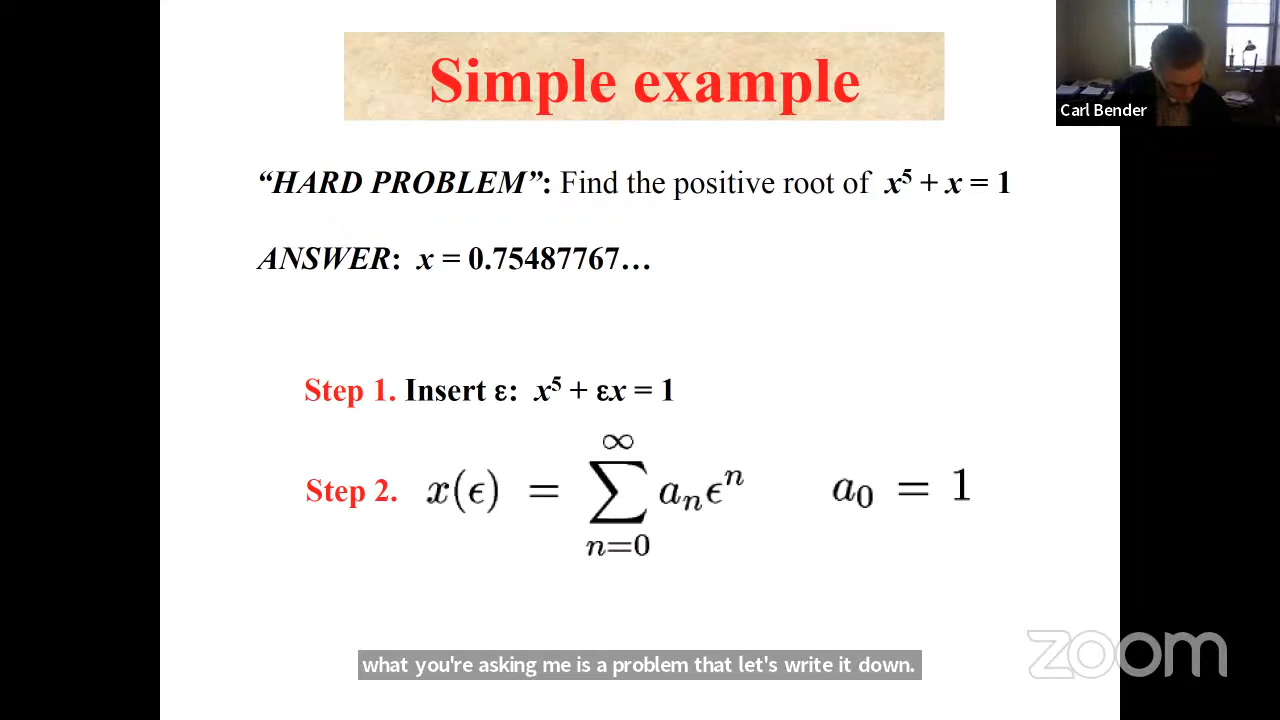 Simple example
Carl Bender
“HARD PROBLEM”: Find the positive root of x⁵ + x = 1
ANSWER: x = 0.75487767…
Step 1. Insert ε: x⁵ + εx = 1
Step 2. x(ϵ) = ∑_{n=0}^{∞} aₙϵⁿ a₀ = 1
what you're asking me is a problem that let's write it down.
zoom